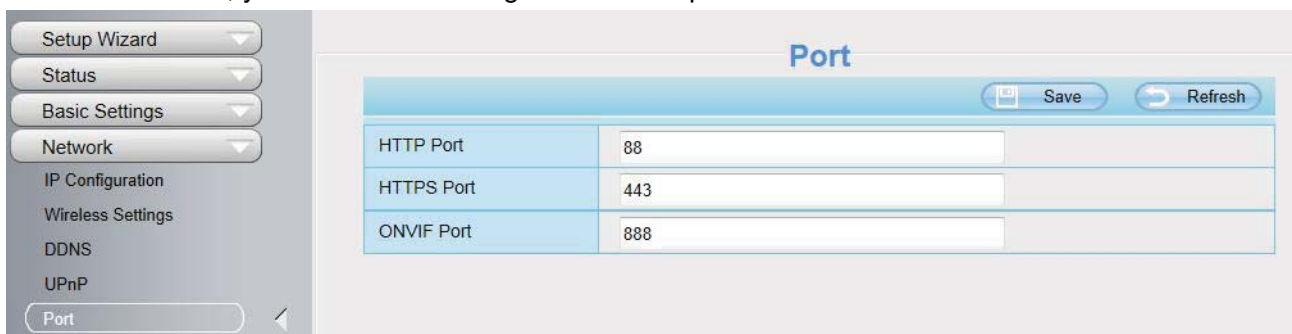 Setup Wizard
Status
Basic Settings
Network
IP Configuration
Wireless Settings
DDNS
UPnP
Port
Port
Save Refresh
HTTP Port 88
HTTPS Port 443
ONVIF Port 888